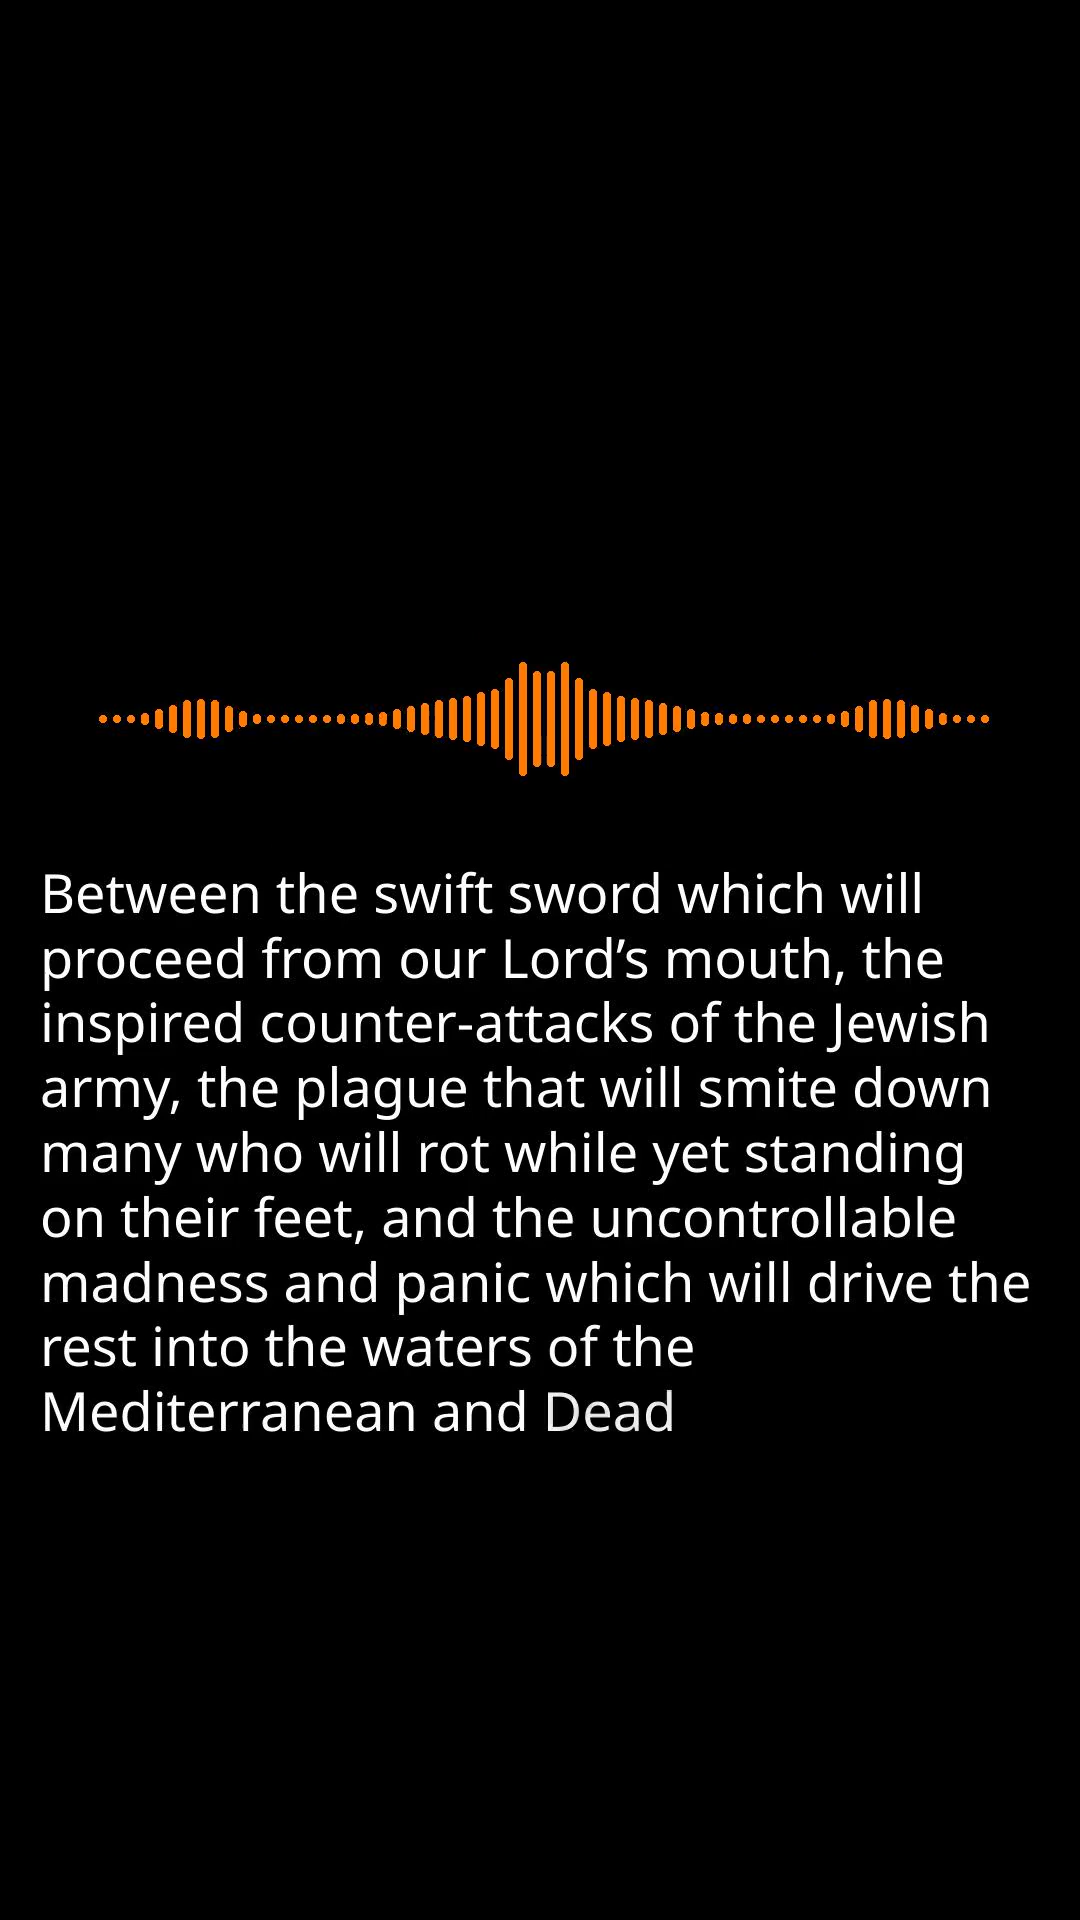 Between the swift sword which will
proceed from our Lord’s mouth, the
inspired counter-attacks of the Jewish
army, the plague that will smite down
many who will rot while yet standing
on their feet, and the uncontrollable
madness and panic which will drive the
rest into the waters of the
Mediterranean and Dead